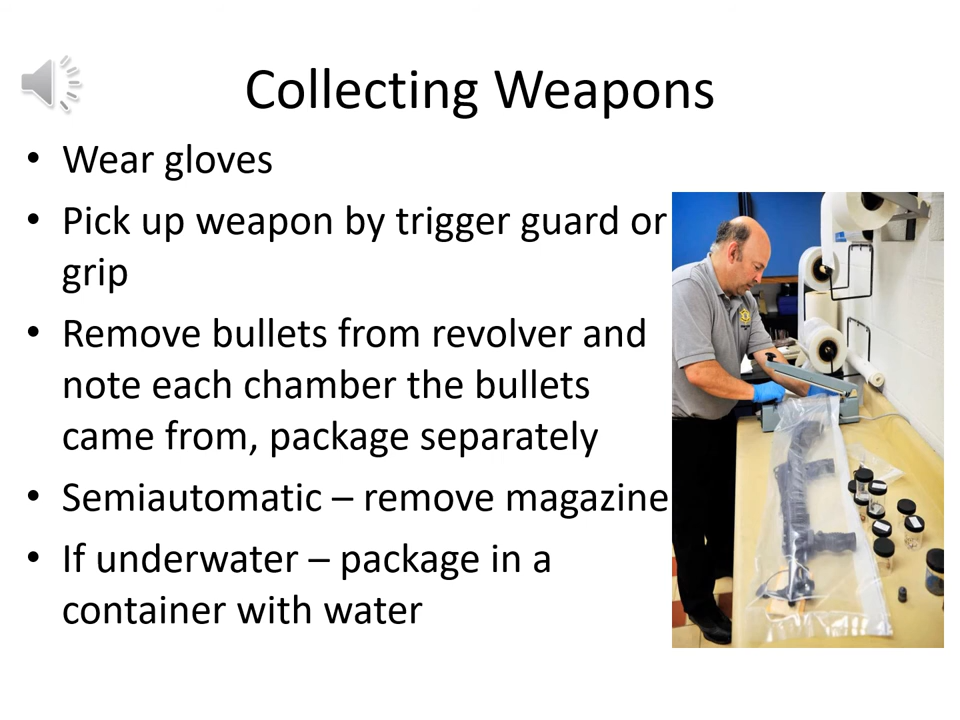 Collecting Weapons
• Wear gloves
• Pick up weapon by trigger guard or
grip
• Remove bullets from revolver and
note each chamber the bullets
came from, package separately
• Semiautomatic – remove magazine
• If underwater – package in a
container with water